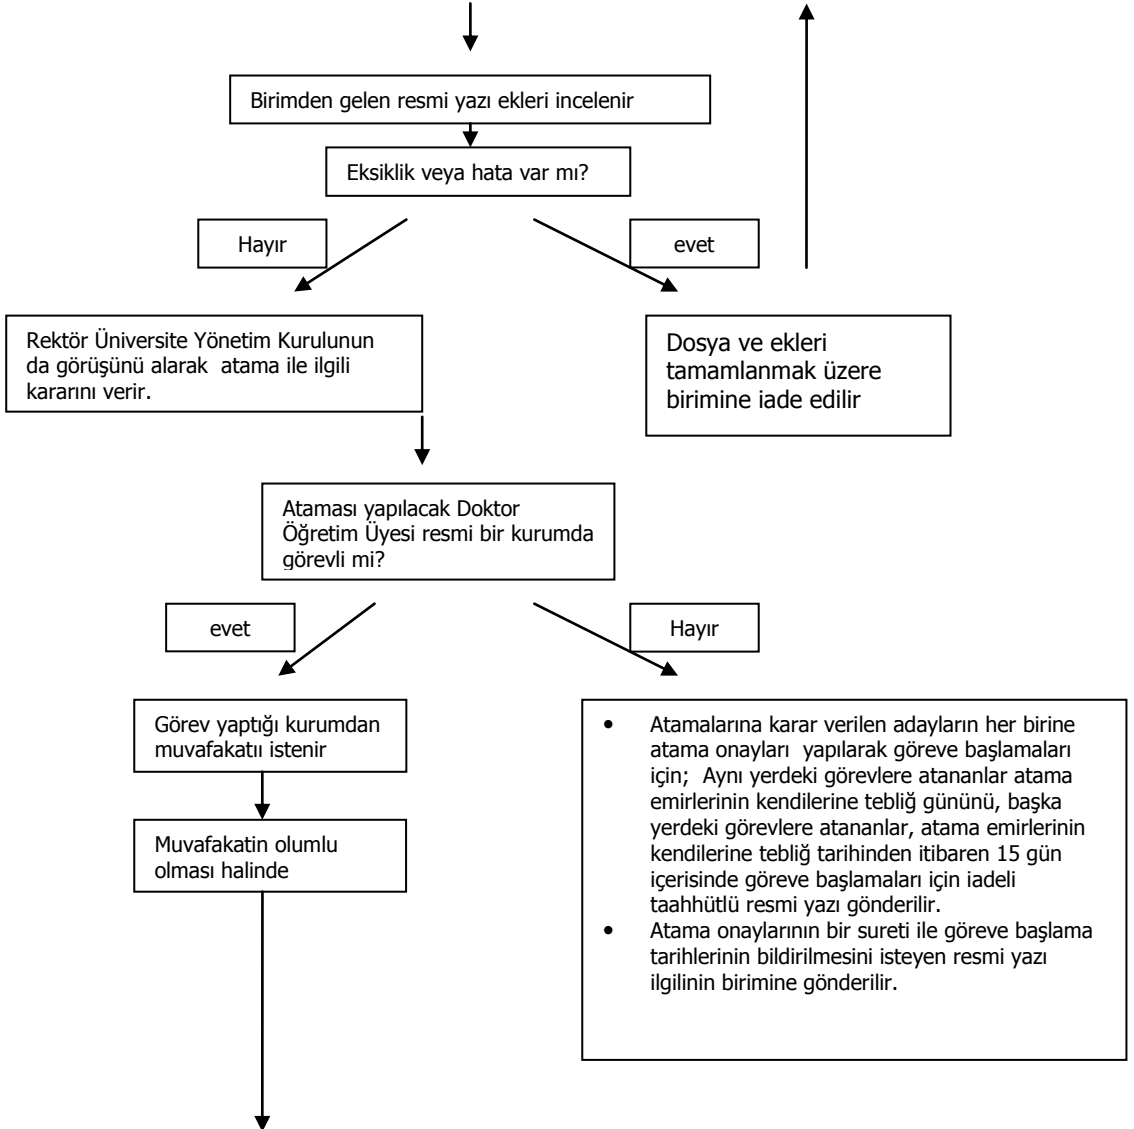 Birimden gelen resmi yazı ekleri incelenir
Eksiklik veya hata var mı?
Hayır
evet
Rektör Üniversite Yönetim Kurulunun
da görüşünü alarak atama ile ilgili
kararını verir.
Dosya ve ekleri
tamamlanmak üzere
birimine iade edilir
Ataması yapılacak Doktor
Öğretim Üyesi resmi bir kurumda
görevli mi?
evet
Hayır
Görev yaptığı kurumdan
muvafakatıı istenir
Muvafakatin olumlu
olması halinde
• Atamalarına karar verilen adayların her birine
atama onayları yapılarak göreve başlamaları
için; Aynı yerdeki görevlere atananlar atama
emirlerinin kendilerine tebliğ gününü, başka
yerdeki görevlere atananlar, atama emirlerinin
kendilerine tebliğ tarihinden itibaren 15 gün
içerisinde göreve başlamaları için iadeli
taahhütlü resmi yazı gönderilir.
• Atama onaylarının bir sureti ile göreve başlama
tarihlerinin bildirilmesini isteyen resmi yazı
ilgilinin birimine gönderilir.